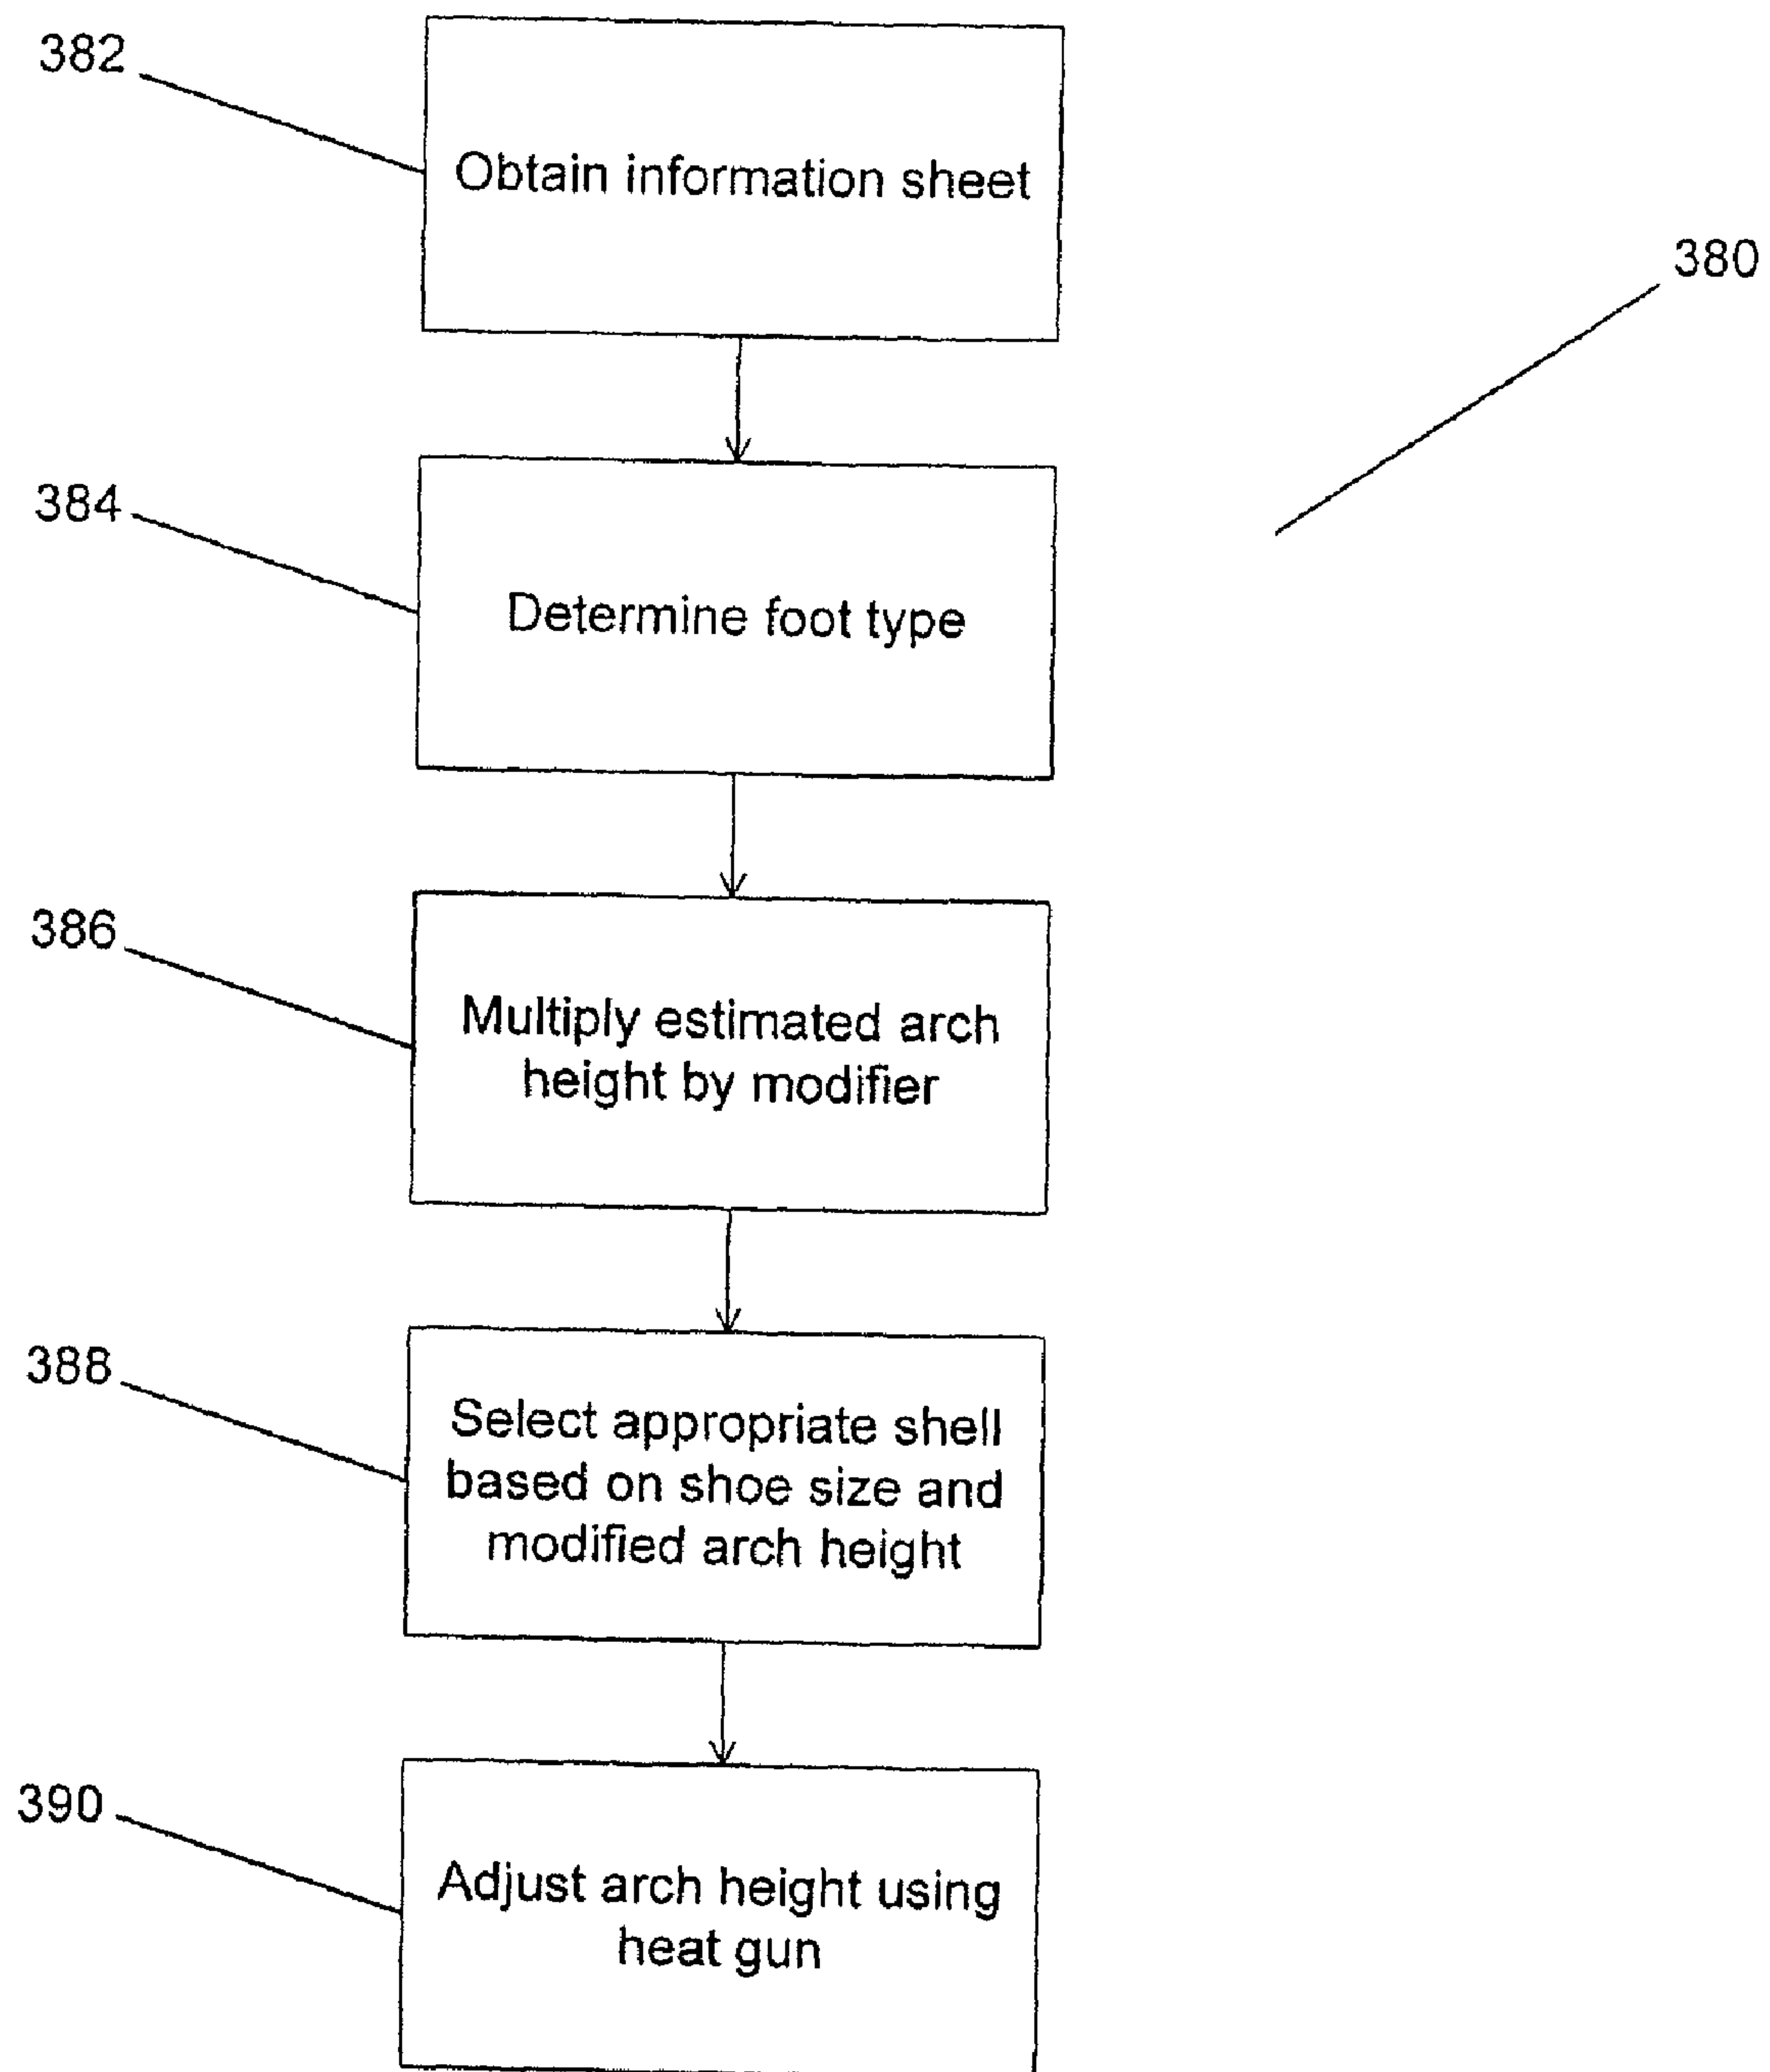 382
Obtain information sheet
380
384
Determine foot type
386
Multiply estimated arch
height by modifier
388
Select appropriate shell
based on shoe size and
modified arch height
390
Adjust arch height using
heat gun